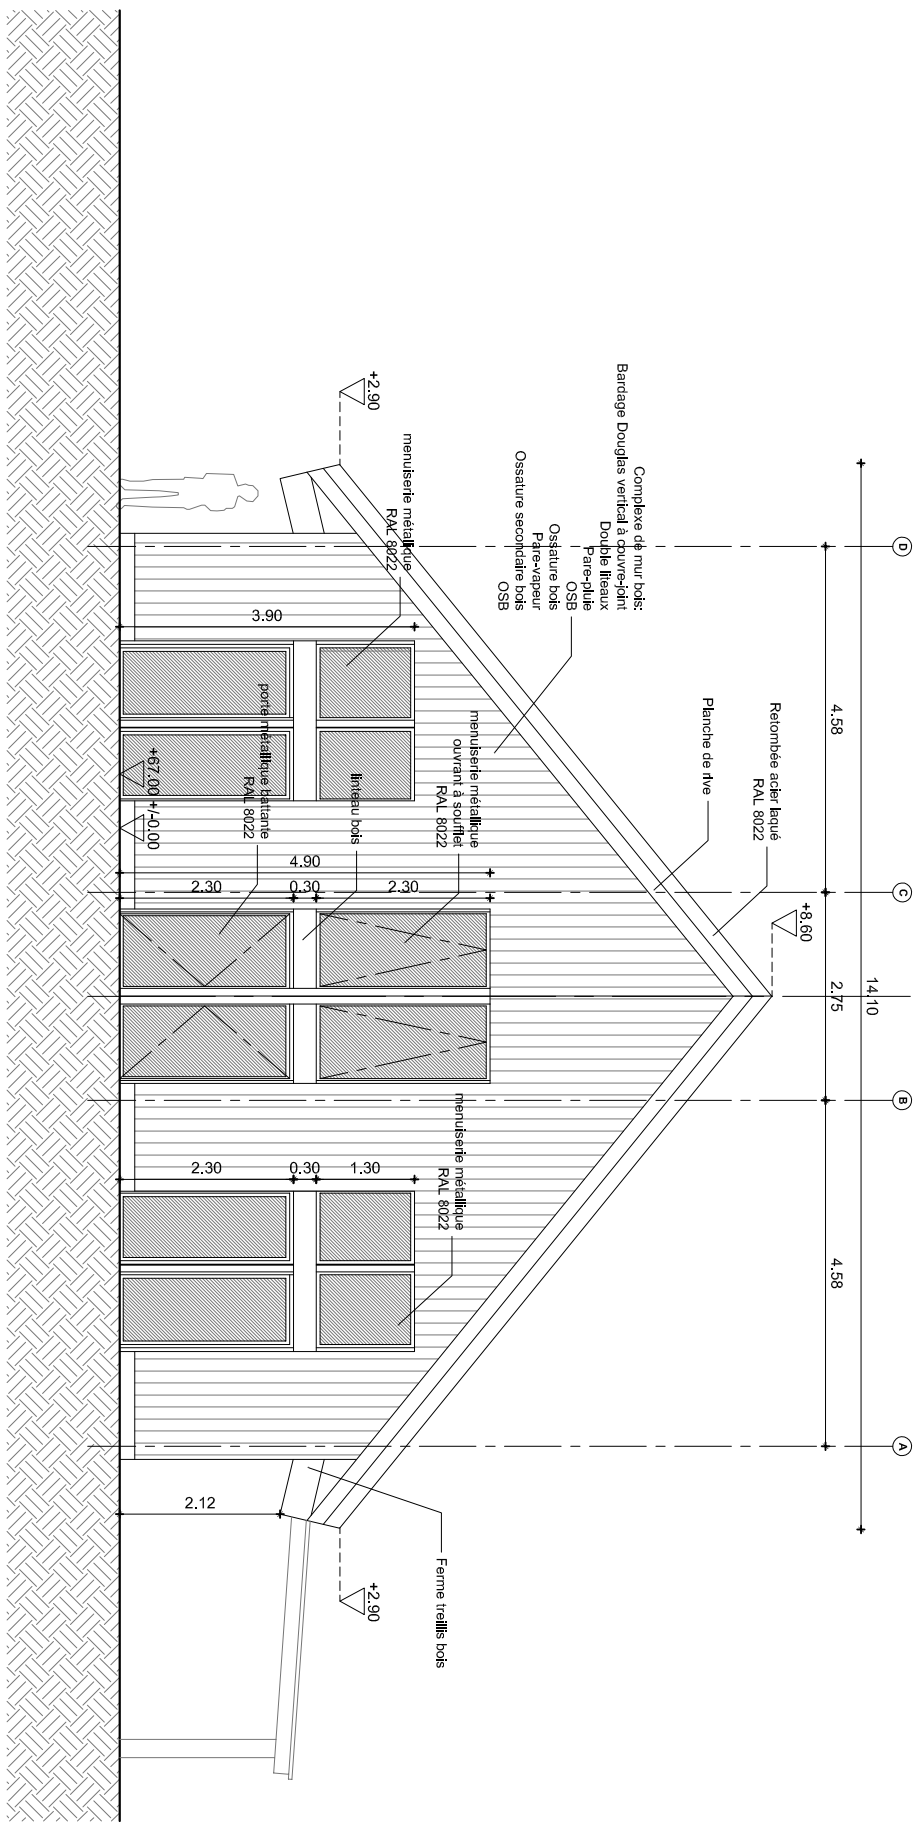 D
C
B
A
14.10
4.58
2.75
4.58
+8.60
Retombée acier laqué
RAL 8022
Planche de rive
Complexe de mur bois:
Bardage Douglas vertical à couvre-joint
Double liteaux
Pare-pluie
OSB
Ossature bois
Pare-vapeur
Ossature secondaire bois
OSB
+2.90
menuiserie métallique
RAL 8022
menuiserie métallique
ouvrant à soufflet
RAL 8022
menuiserie métallique
RAL 8022
+2.90
Ferme treillis bois
linteau bois
porte métallique battante
RAL 8022
3.90
4.90
2.30
0.30
2.30
2.30
0.30
1.30
2.12
+67.00
+/-0.00